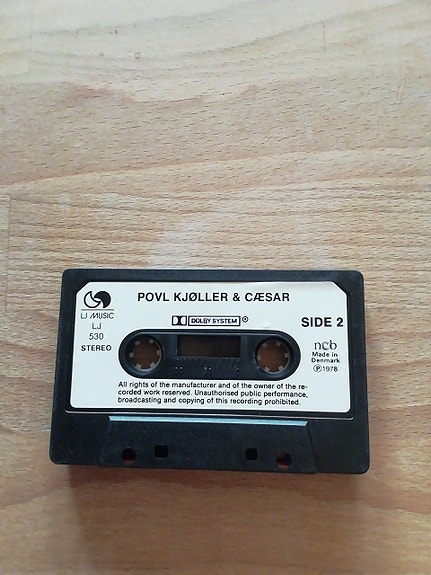 POVL KJØLLER & CÆSAR
LJ MUSIC
LJ
530
STEREO
DOLBY SYSTEM ®
SIDE 2
ncb
Made in
Denmark
Ⓟ1978
All rights of the manufacturer and of the owner of the re-
corded work reserved. Unauthorised public performance,
broadcasting and copying of this recording prohibited.